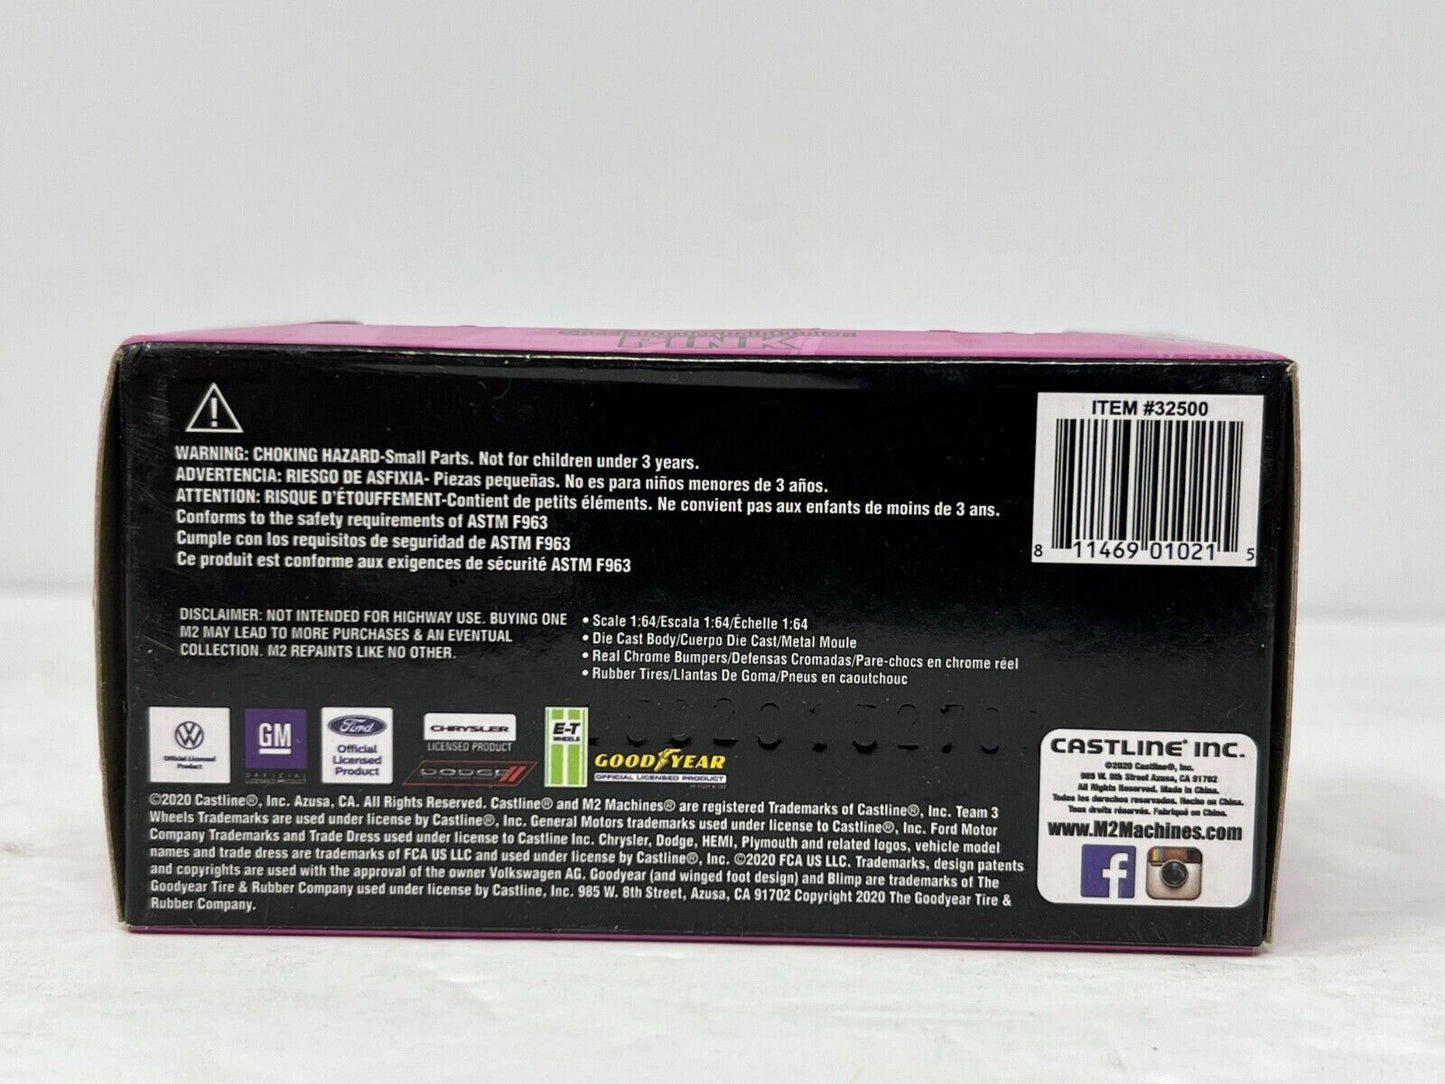 WARNING: CHOKING HAZARD-Small Parts. Not for children under 3 years.
ADVERTENCIA: RIESGO DE ASFIXIA- Piezas pequeñas. No es para niños menores de 3 años.
ATTENTION: RISQUE D'ÉTOUFFEMENT-Contient de petits éléments. Ne convient pas aux enfants de moins de 3 ans.
Conforms to the safety requirements of ASTM F963
Cumple con los requisitos de seguridad de ASTM F963
Ce produit est conforme aux exigences de sécurité ASTM F963
ITEM #32500
8 11469 01021 5
DISCLAIMER: NOT INTENDED FOR HIGHWAY USE. BUYING ONE
M2 MAY LEAD TO MORE PURCHASES & AN EVENTUAL
COLLECTION. M2 REPAINTS LIKE NO OTHER.
• Scale 1:64/Escala 1:64/Échelle 1:64
• Die Cast Body/Cuerpo Die Cast/Metal Moule
• Real Chrome Bumpers/Defensas Cromadas/Pare-chocs en chrome réel
• Rubber Tires/Llantas De Goma/Pneus en caoutchouc
Official Licensed
Product
GM
OFFICIAL
LICENSED PRODUCT
Ford
Official
Licensed
Product
CHRYSLER
LICENSED PRODUCT
DODGE
E-T
WHEELS
GOODYEAR
OFFICIAL LICENSED PRODUCT
©2020 Castline®, Inc. Azusa, CA. All Rights Reserved. Castline® and M2 Machines® are registered Trademarks of Castline®, Inc. Team 3
Wheels Trademarks are used under license by Castline®, Inc. General Motors trademarks used under license to Castline®, Inc. Ford Motor
Company Trademarks and Trade Dress used under license to Castline Inc. Chrysler, Dodge, HEMI, Plymouth and related logos, vehicle model
names and trade dress are trademarks of FCA US LLC and used under license by Castline®, Inc. ©2020 FCA US LLC. Trademarks, design patents
and copyrights are used with the approval of the owner Volkswagen AG. Goodyear (and winged foot design) and Blimp are trademarks of The
Goodyear Tire & Rubber Company used under license by Castline, Inc. 985 W. 8th Street, Azusa, CA 91702 Copyright 2020 The Goodyear Tire &
Rubber Company.
CASTLINE® INC.
©2020 Castline®, Inc.
985 W. 8th Street Azusa, CA 91702
All Rights Reserved. Made in China.
Todos los derechos reservados. Hecho en China.
Tous droits réservés. Fabriqué en Chine.
www.M2Machines.com